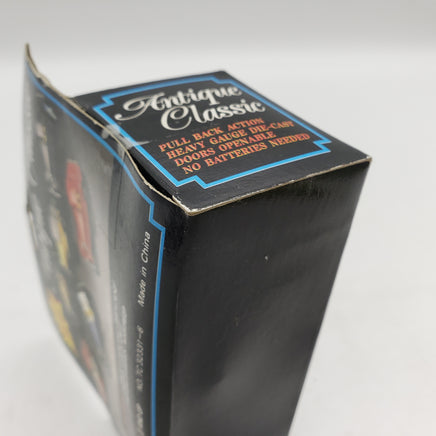 Antique
Classic
PULL BACK ACTION
HEAVY GAUGE DIE-CAST
DOORS OPENABLE
NO BATTERIES NEEDED
Made in China